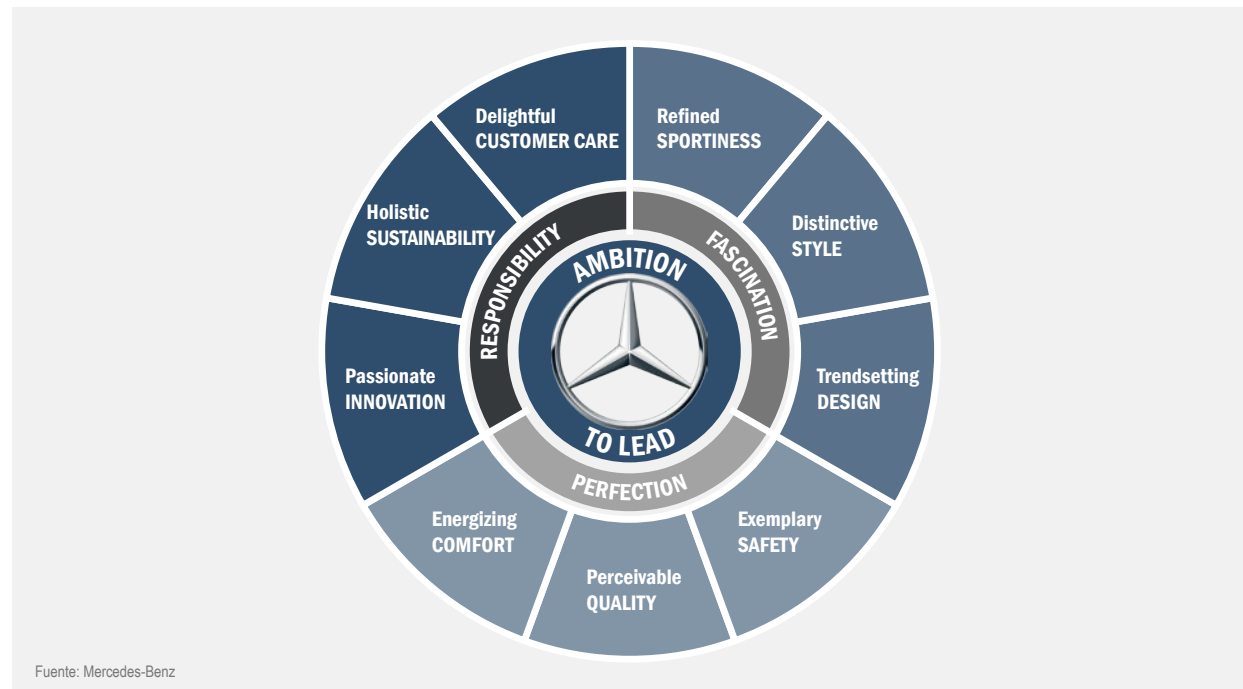 Delightful
CUSTOMER CARE
Refined
SPORTINESS
Holistic
SUSTAINABILITY
Distinctive
STYLE
RESPONSIBILITY
FASCINATION
AMBITION
TO LEAD
PERFECTION
Passionate
INNOVATION
Trendsetting
DESIGN
Energizing
COMFORT
Exemplary
SAFETY
Perceivable
QUALITY
Fuente: Mercedes-Benz